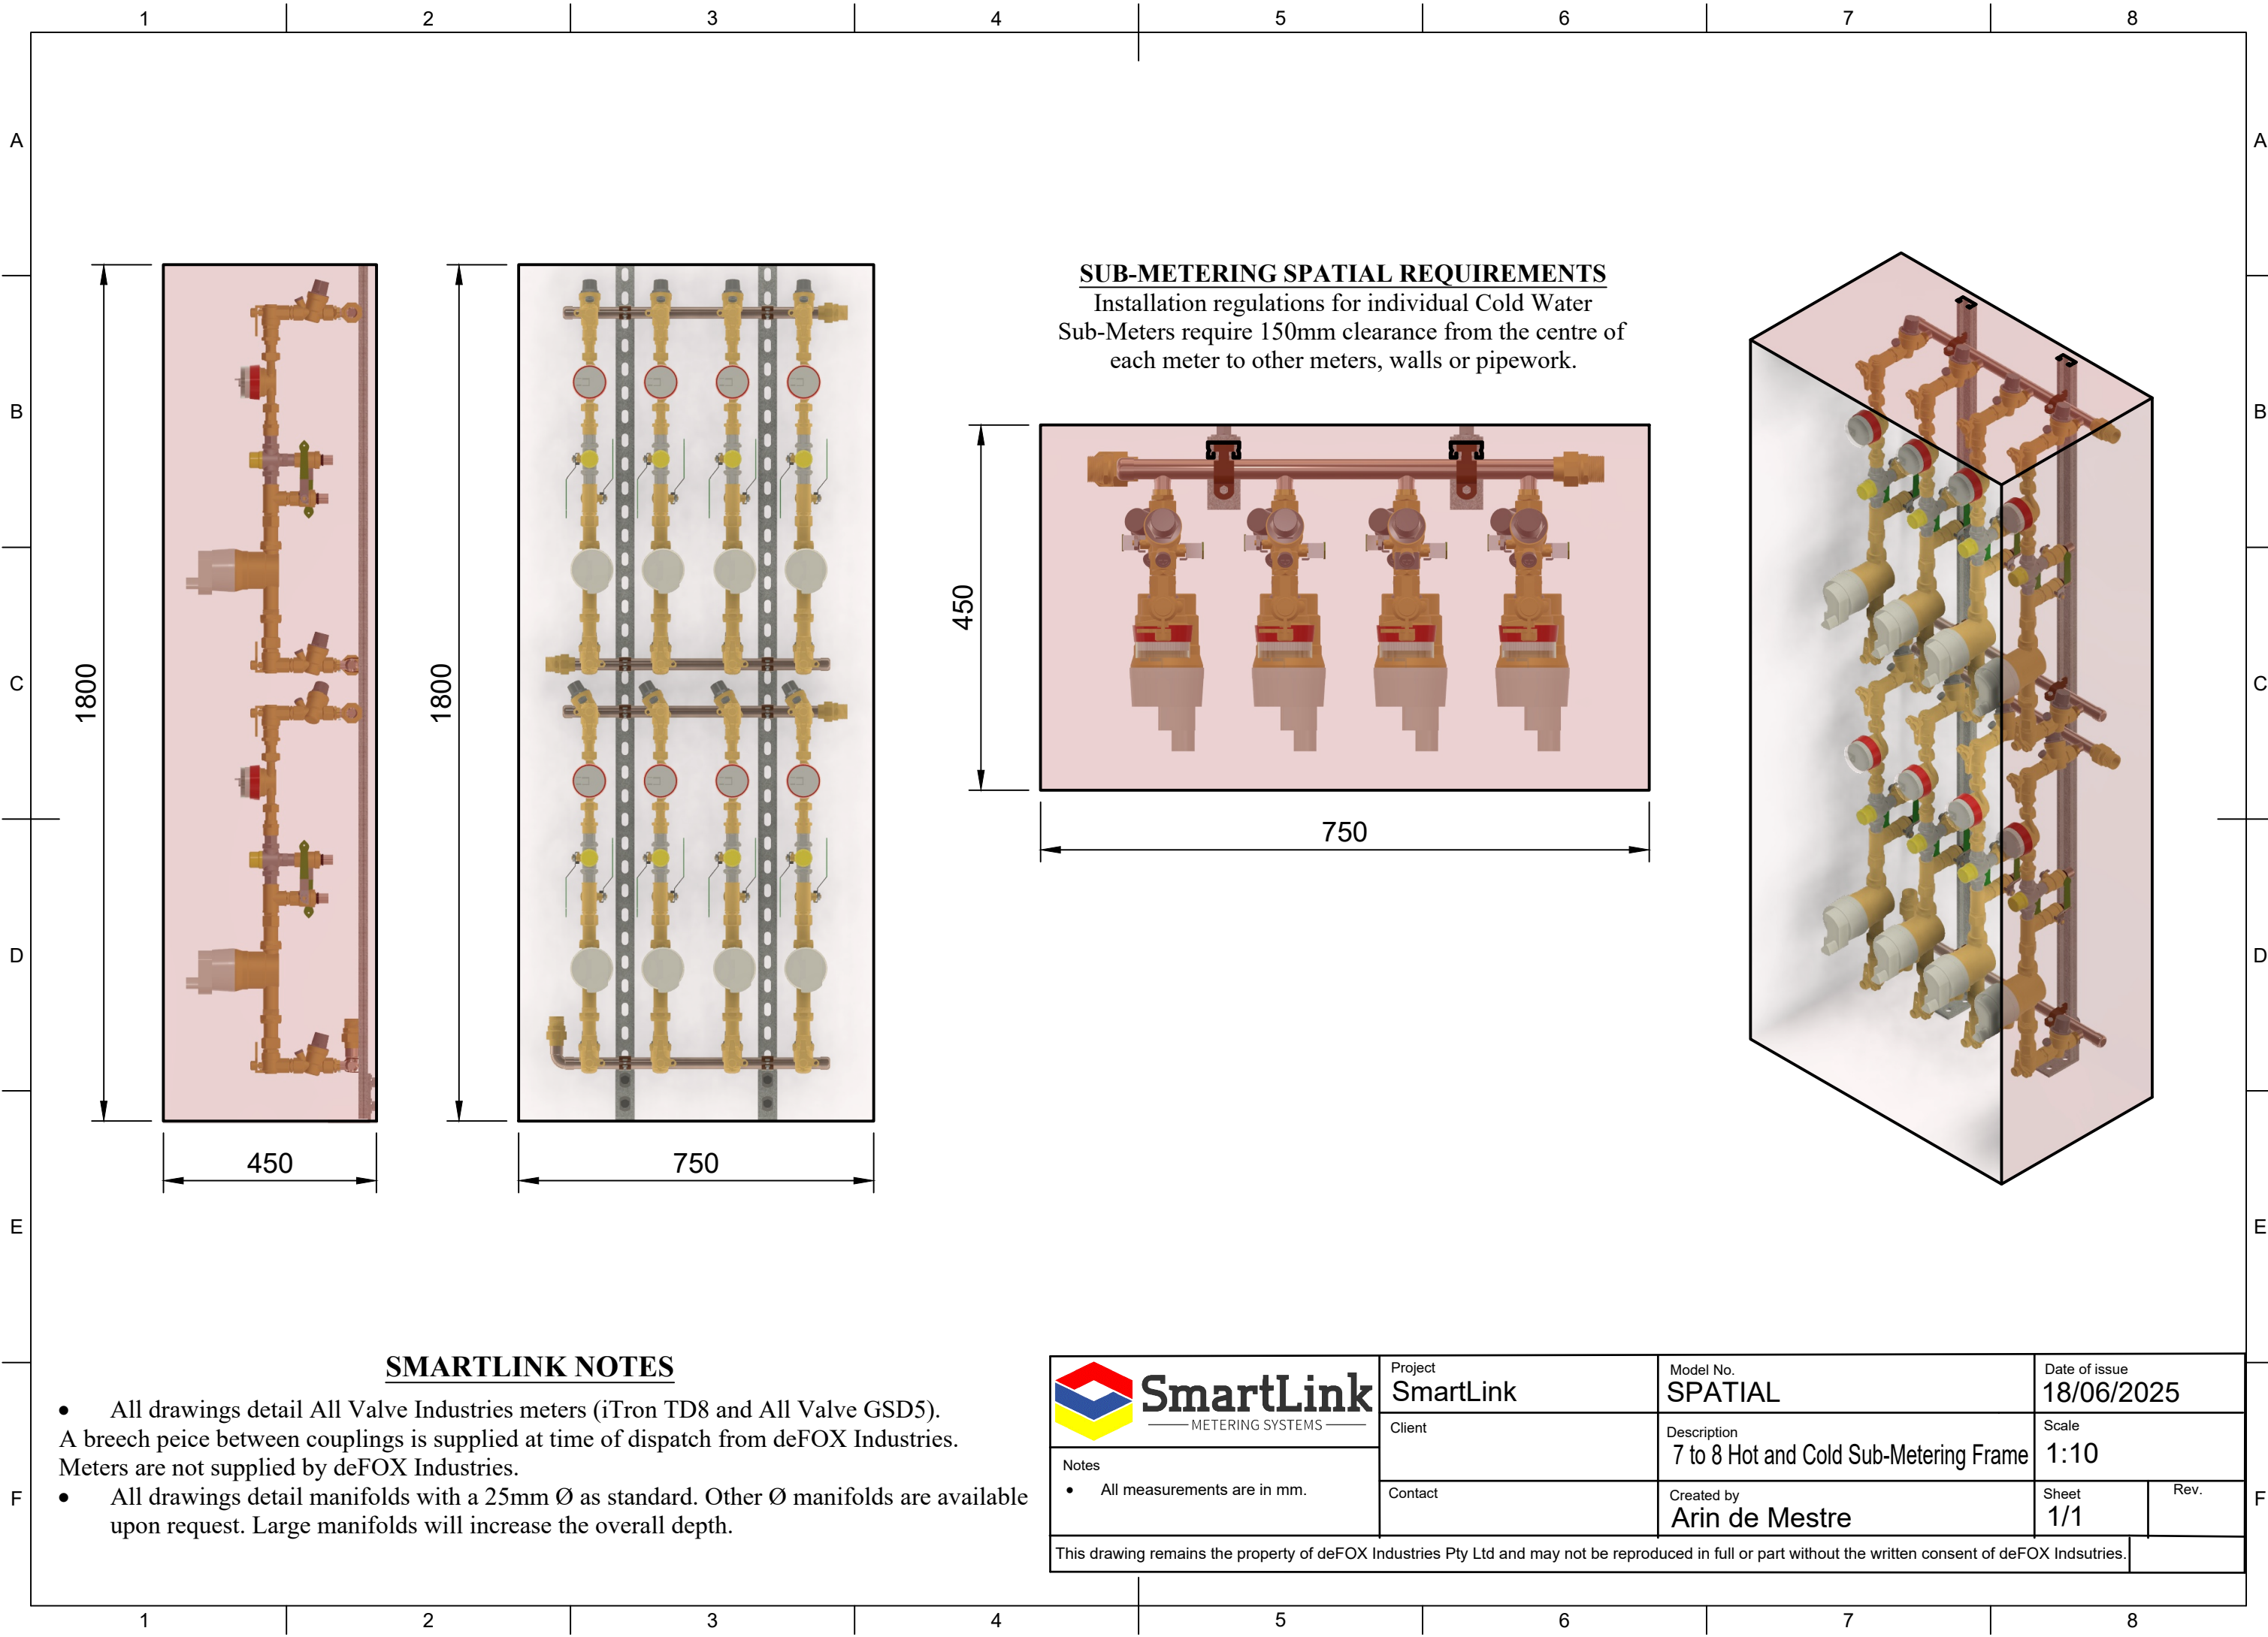 1 2 3 4 5 6 7 8
A A
B B
C C
D D
E E
F F
1800
450
1800
750
SUB-METERING SPATIAL REQUIREMENTS
Installation regulations for individual Cold Water
Sub-Meters require 150mm clearance from the centre of
each meter to other meters, walls or pipework.
450
750
SMARTLINK NOTES
• All drawings detail All Valve Industries meters (iTron TD8 and All Valve GSD5).
A breech peice between couplings is supplied at time of dispatch from deFOX Industries.
Meters are not supplied by deFOX Industries.
• All drawings detail manifolds with a 25mm Ø as standard. Other Ø manifolds are available
upon request. Large manifolds will increase the overall depth.
SmartLink
METERING SYSTEMS
Notes
• All measurements are in mm.
Project
SmartLink
Client
Contact
Model No.
SPATIAL
Description
7 to 8 Hot and Cold Sub-Metering Frame
Created by
Arin de Mestre
Date of issue
18/06/2025
Scale
1:10
Sheet
1/1
Rev.
This drawing remains the property of deFOX Industries Pty Ltd and may not be reproduced in full or part without the written consent of deFOX Indsutries.
1 2 3 4 5 6 7 8